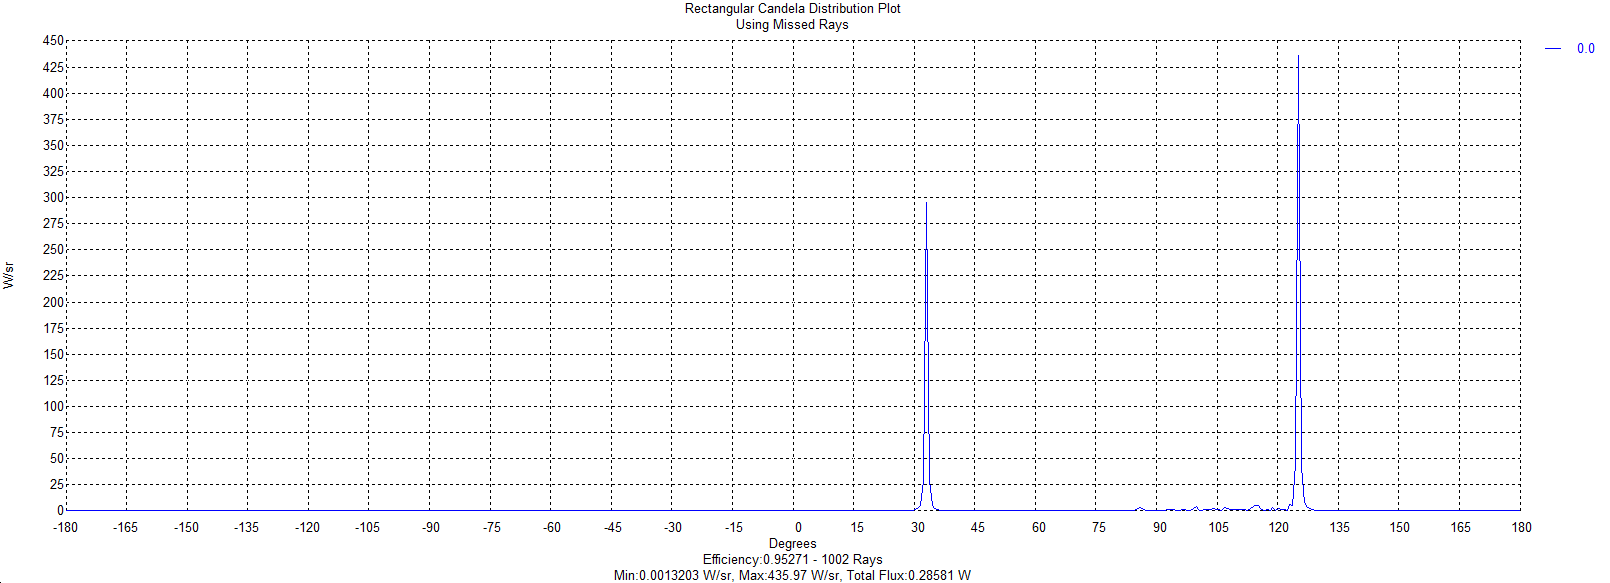 Rectangular Candela Distribution Plot
Using Missed Rays
0.0
450
425
400
375
350
325
300
275
250
225
200
175
150
125
100
75
50
25
0
W/sr
-180 -165 -150 -135 -120 -105 -90 -75 -60 -45 -30 -15 0 15 30 45 60 75 90 105 120 135 150 165 180
Degrees
Efficiency:0.95271 - 1002 Rays
Min:0.0013203 W/sr, Max:435.97 W/sr, Total Flux:0.28581 W